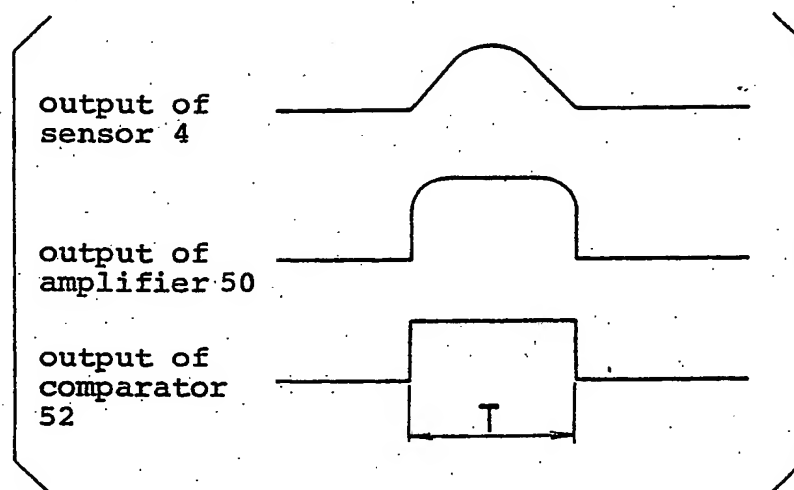 output of
sensor 4
output of
amplifier 50
output of
comparator
52
T